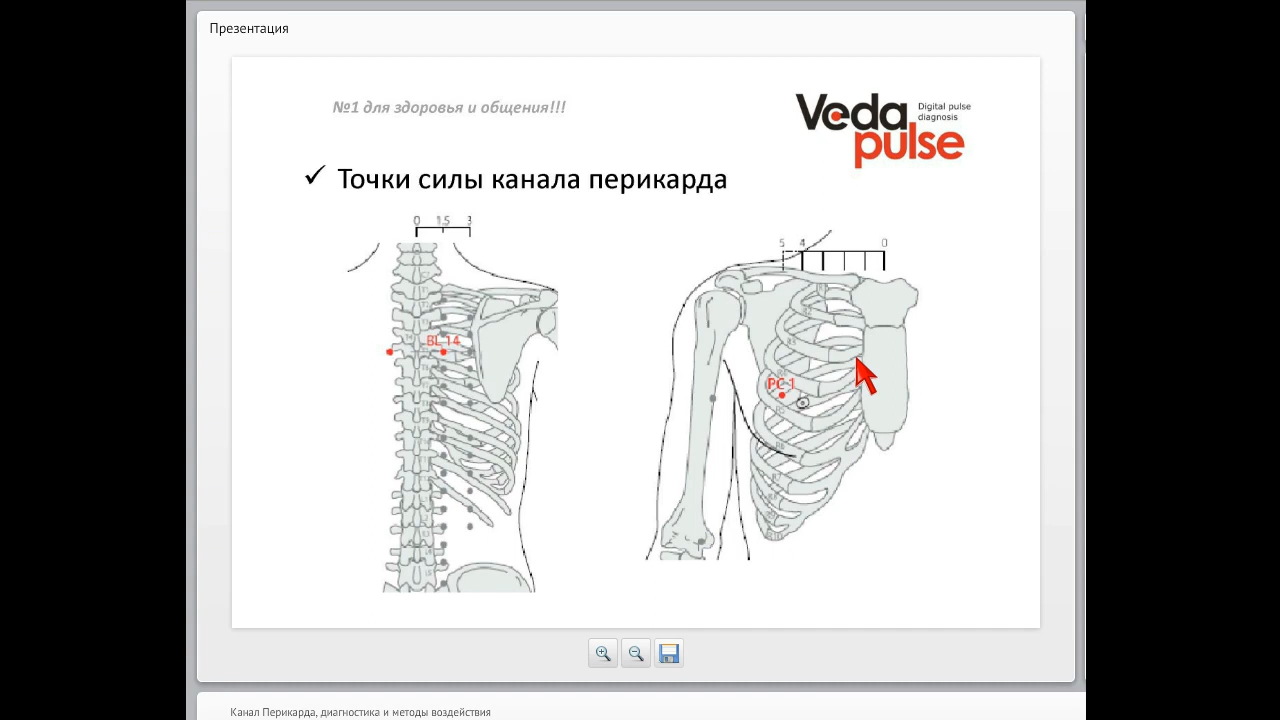 Презентация
№1 для здоровья и общения!!!
Veda
pulse
Digital pulse
diagnosis
✓ Точки силы канала перикарда
0 1,5 3
BL 14
5 4 0
PC 1
Канал Перикарда, диагностика и методы воздействия